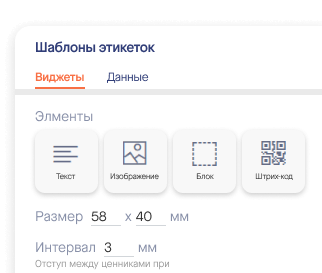 Шаблоны этикеток
Виджеты Данные
Элменты
Текст Изображение Блок Штрих-код
Размер 58 x 40 мм
Интервал 3 мм
Отступ между ценниками при